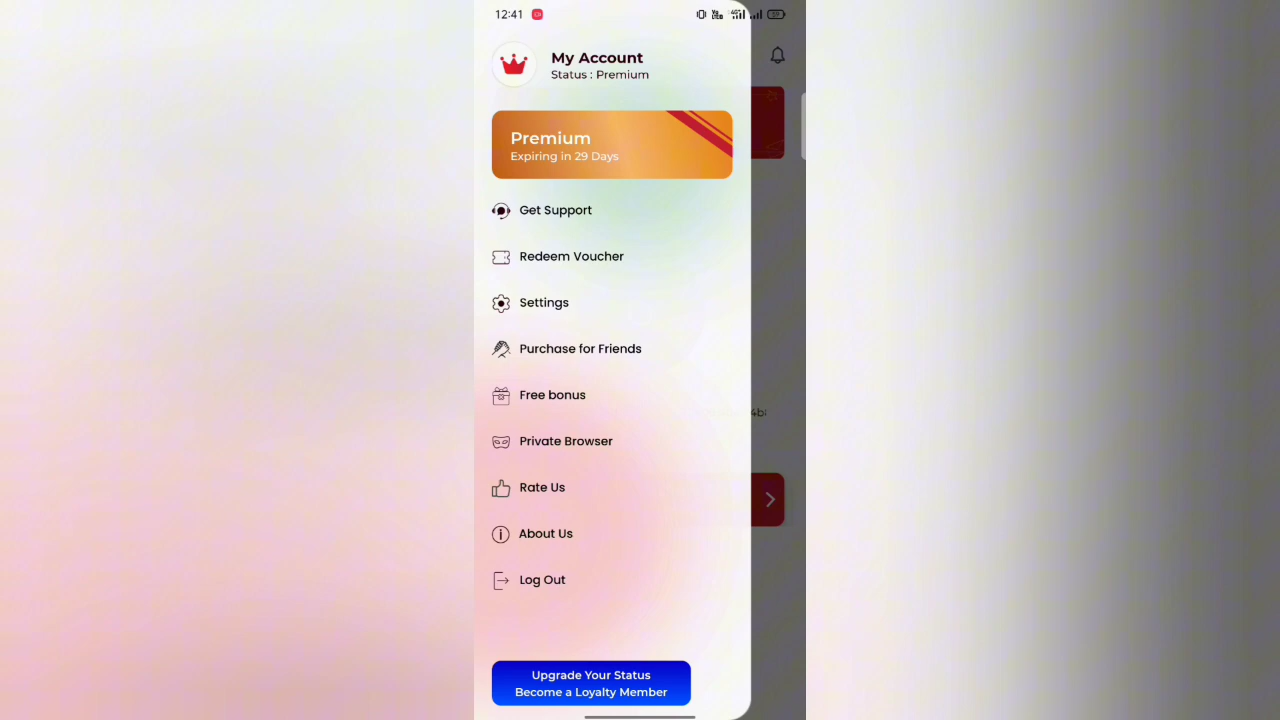 12:41
59
My Account
Status : Premium
Premium
Expiring in 29 Days
Get Support
Redeem Voucher
Settings
Purchase for Friends
Free bonus
Private Browser
Rate Us
About Us
Log Out
Upgrade Your Status
Become a Loyalty Member